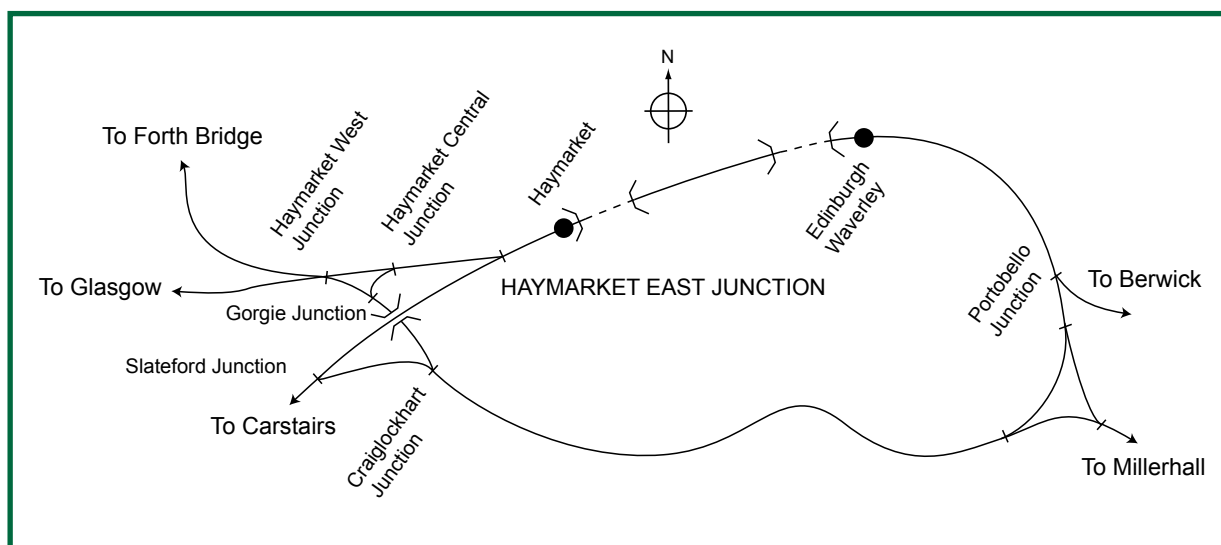 N
To Forth Bridge
Haymarket West
Junction
Haymarket Central
Junction
Haymarket
Edinburgh
Waverley
To Glasgow
HAYMARKET EAST JUNCTION
Portobello
Junction
To Berwick
Gorgie Junction
Slateford Junction
To Carstairs
Craiglockhart
Junction
To Millerhall